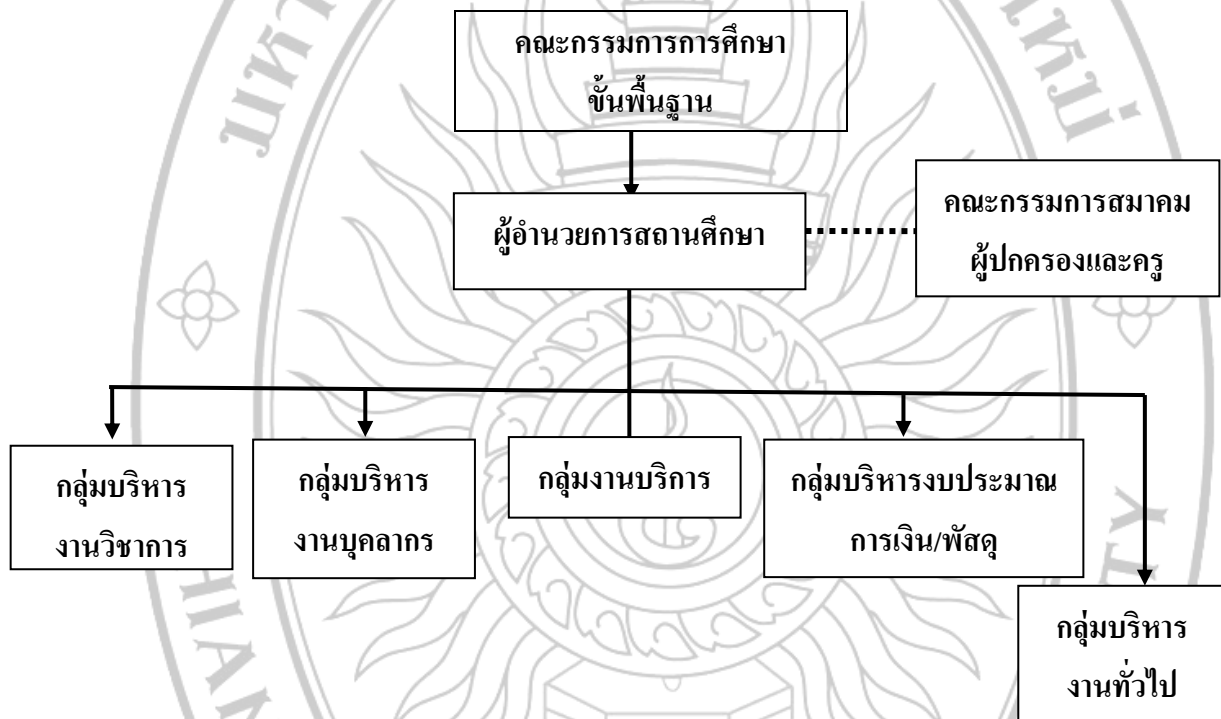 คณะกรรมการการศึกษา
ขั้นพื้นฐาน
ผู้อำนวยการสถานศึกษา
คณะกรรมการสมาคม
ผู้ปกครองและครู
กลุ่มบริหาร
งานวิชาการ
กลุ่มบริหาร
งานบุคลากร
กลุ่มงานบริการ
กลุ่มบริหารงบประมาณ
การเงิน/พัสดุ
กลุ่มบริหาร
งานทั่วไป